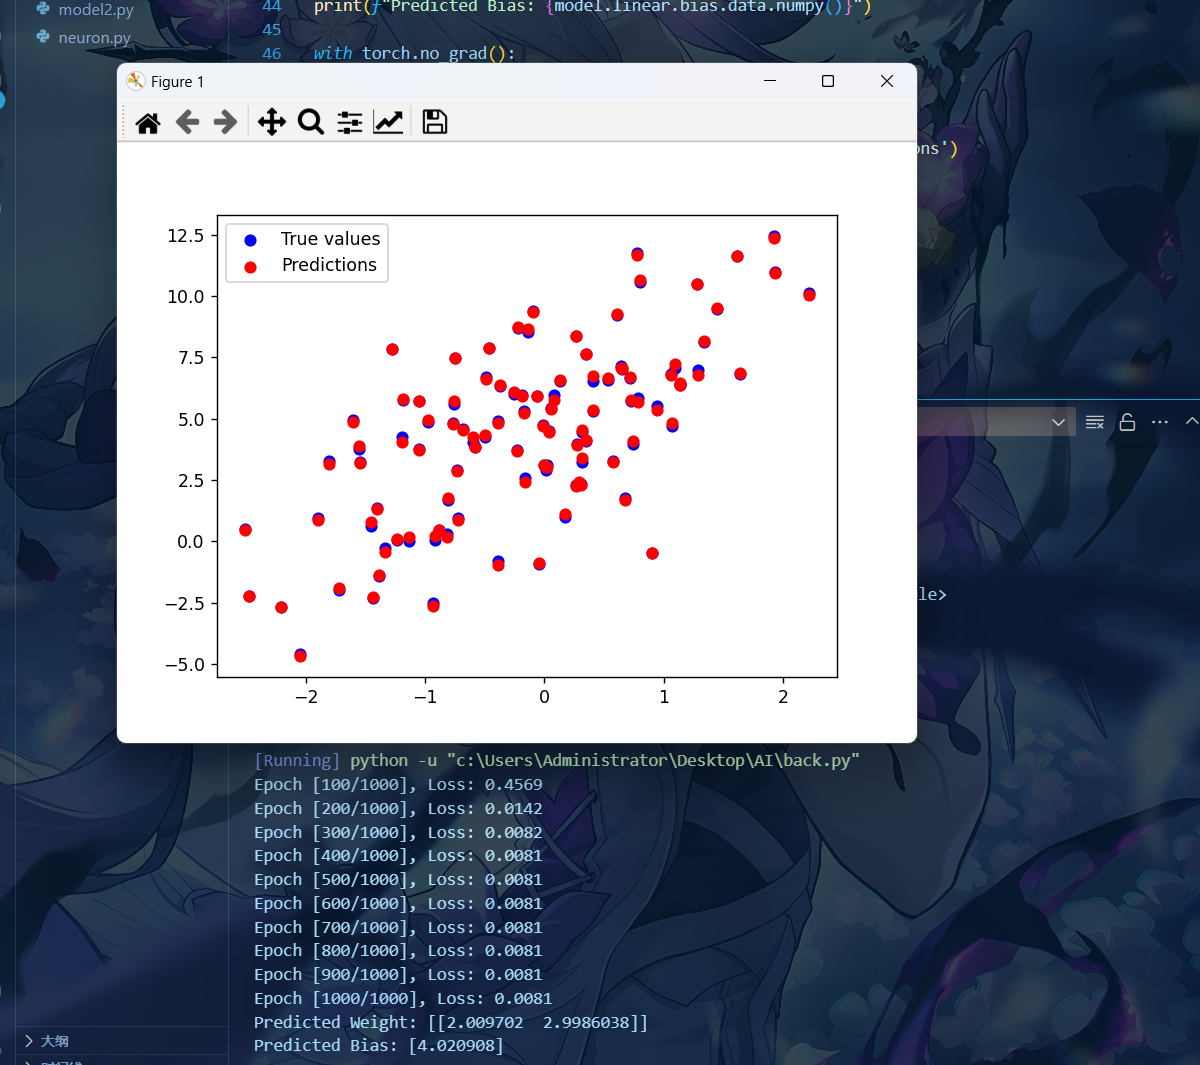 model2.py
44 print(f"Predicted Bias: {model.linear.bias.data.numpy()}")
neuron.py
45
46 with torch.no_grad():
Figure 1
ons')
True values
Predictions
12.5
10.0
7.5
5.0
2.5
0.0
−2.5
−5.0
−2 −1 0 1 2
le>
[Running] python -u "c:\Users\Administrator\Desktop\AI\back.py"
Epoch [100/1000], Loss: 0.4569
Epoch [200/1000], Loss: 0.0142
Epoch [300/1000], Loss: 0.0082
Epoch [400/1000], Loss: 0.0081
Epoch [500/1000], Loss: 0.0081
Epoch [600/1000], Loss: 0.0081
Epoch [700/1000], Loss: 0.0081
Epoch [800/1000], Loss: 0.0081
Epoch [900/1000], Loss: 0.0081
Epoch [1000/1000], Loss: 0.0081
Predicted Weight: [[2.009702  2.9986038]]
大纲
Predicted Bias: [4.020908]